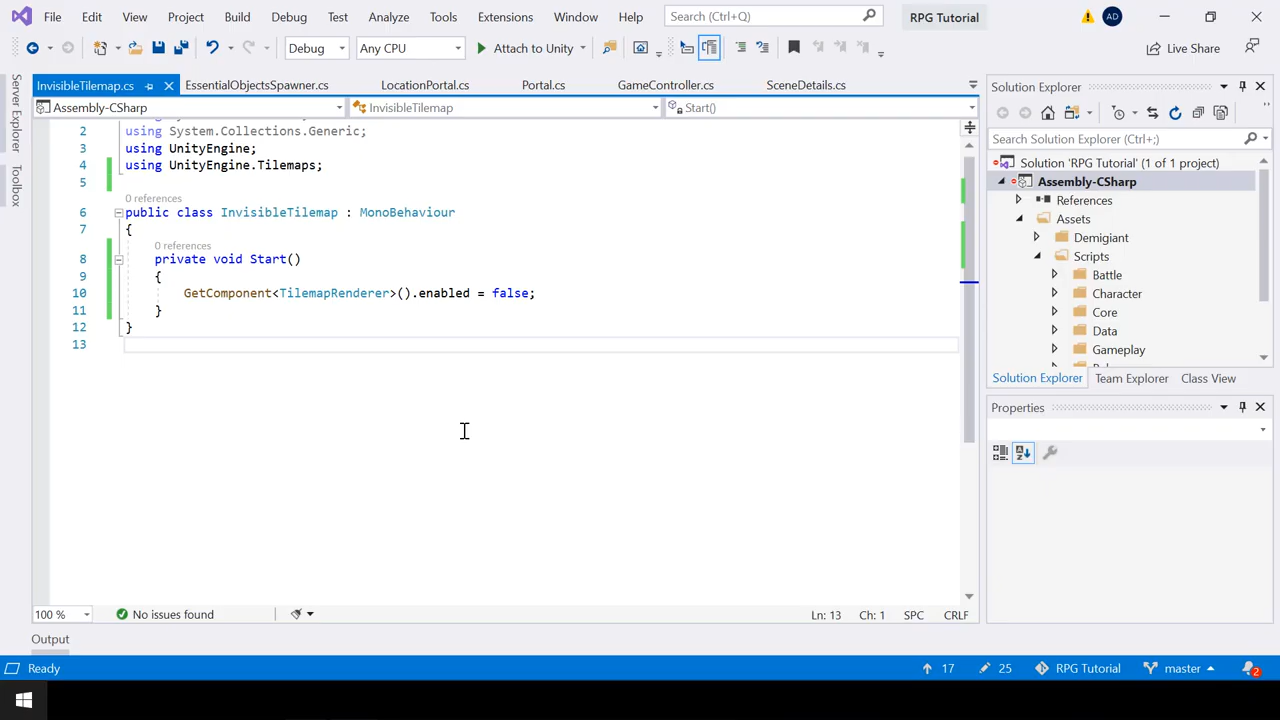 File Edit View Project Build Debug Test Analyze Tools Extensions Window Help Search (Ctrl+Q) RPG Tutorial AD
Debug Any CPU Attach to Unity Live Share
Server Explorer
Toolbox
InvisibleTilemap.cs EssentialObjectsSpawner.cs LocationPortal.cs Portal.cs GameController.cs SceneDetails.cs
Assembly-CSharp InvisibleTilemap Start()
2 using System.Collections.Generic;
3 using UnityEngine;
4 using UnityEngine.Tilemaps;
5
0 references
6 public class InvisibleTilemap : MonoBehaviour
7 {
0 references
8 private void Start()
9 {
10 GetComponent<TilemapRenderer>().enabled = false;
11 }
12 }
13
100 % No issues found Ln: 13 Ch: 1 SPC CRLF
Solution Explorer
Search Solution Explorer (Ctrl+;)
Solution 'RPG Tutorial' (1 of 1 project)
Assembly-CSharp
References
Assets
Demigiant
Scripts
Battle
Character
Core
Data
Gameplay
Solution Explorer Team Explorer Class View
Properties
Output
Ready 17 25 RPG Tutorial master 2